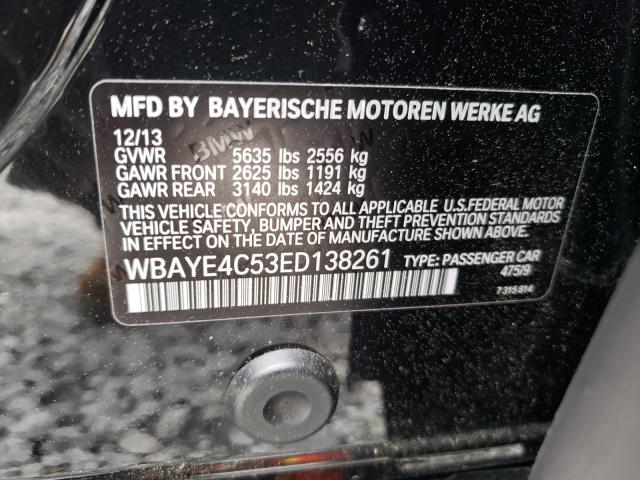 MFD BY BAYERISCHE MOTOREN WERKE AG
12/13
GVWR 5635 lbs 2556 kg
GAWR FRONT 2625 lbs 1191 kg
GAWR REAR 3140 lbs 1424 kg
THIS VEHICLE CONFORMS TO ALL APPLICABLE U.S.FEDERAL MOTOR
VEHICLE SAFETY, BUMPER AND THEFT PREVENTION STANDARDS
IN EFFECT ON THE DATE OF MANUFACTURE SHOWN ABOVE.
WBAYE4C53ED138261 TYPE: PASSENGER CAR
475/9
7 315 814
BMW